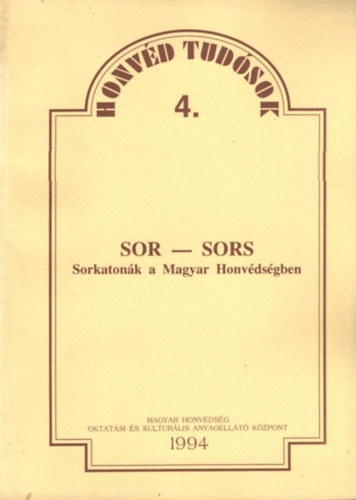 HONVÉD TUDÓSOK
4.
SOR — SORS
Sorkatonák a Magyar Honvédségben
MAGYAR HONVÉDSÉG
OKTATÁSI ÉS KULTURÁLIS ANYAGELLÁTÓ KÖZPONT
1994